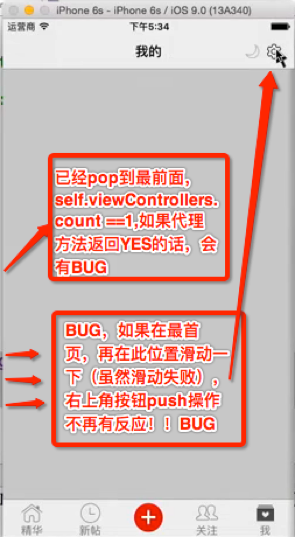 iPhone 6s - iPhone 6s / iOS 9.0 (13A340)
运营商
下午5:34
我的
已经pop到最前面，
self.viewControllers.
count ==1,如果代理
方法返回YES的话，会
有BUG
BUG，如果在最首
页，再在此位置滑动一
下（虽然滑动失败），
右上角按钮push操作
不再有反应！！BUG
精华
新帖
关注
我